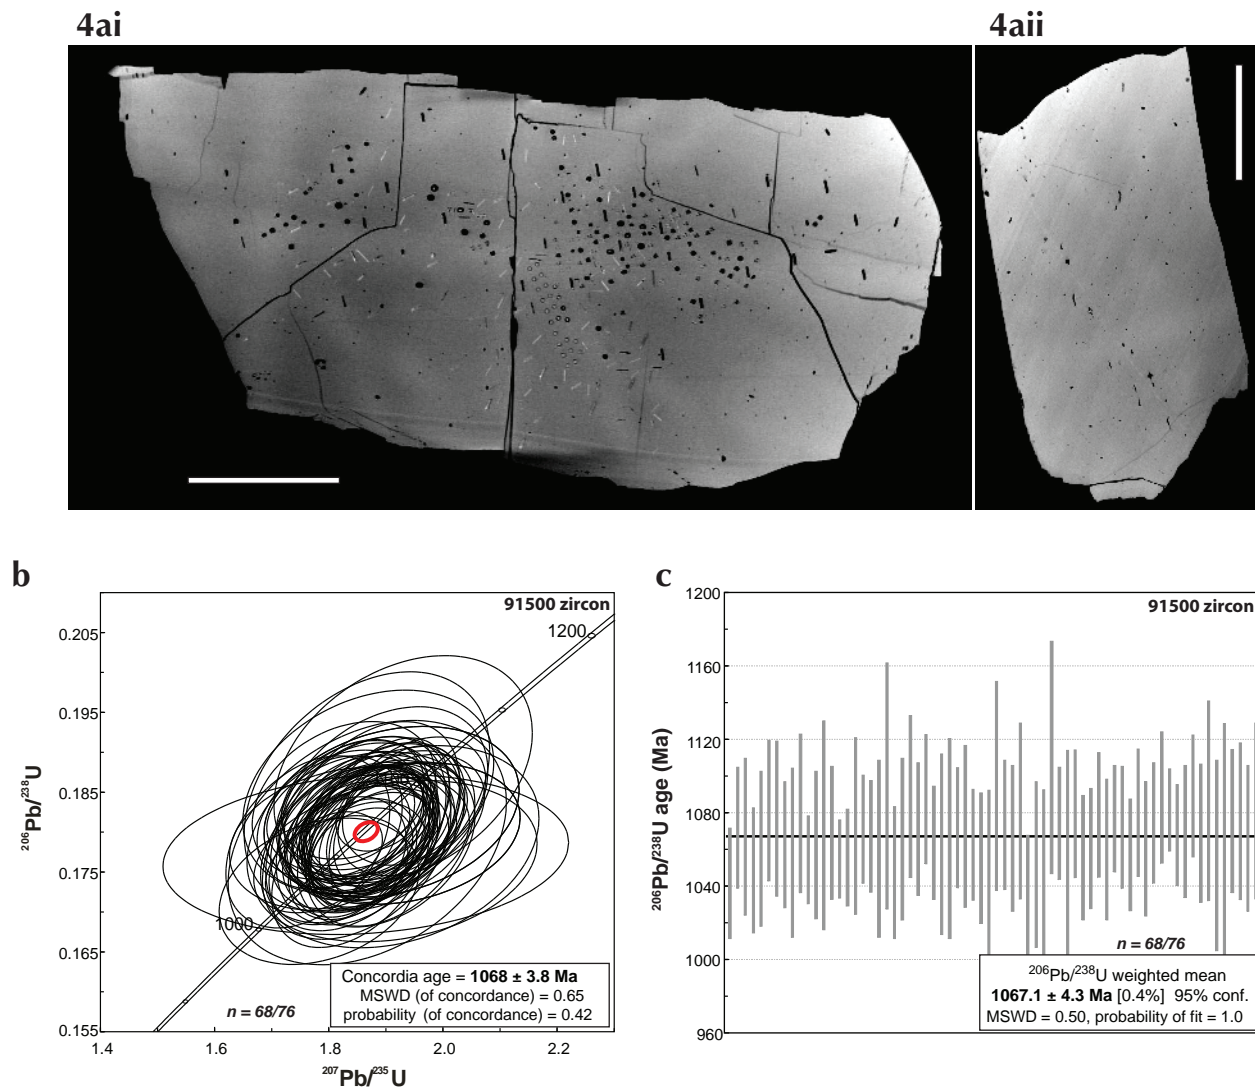 4ai
4aii
b
91500 zircon
0.205
0.195
0.185
0.175
0.165
0.155
²⁰⁶Pb/²³⁸U
1200
1000
Concordia age = 1068 ± 3.8 Ma
MSWD (of concordance) = 0.65
probability (of concordance) = 0.42
n = 68/76
1.4
1.6
1.8
2.0
2.2
²⁰⁷Pb/²³⁵U
c
91500 zircon
1200
1160
1120
1080
1040
1000
960
²⁰⁶Pb/²³⁸U age (Ma)
n = 68/76
²⁰⁶Pb/²³⁸U weighted mean
1067.1 ± 4.3 Ma [0.4%] 95% conf.
MSWD = 0.50, probability of fit = 1.0